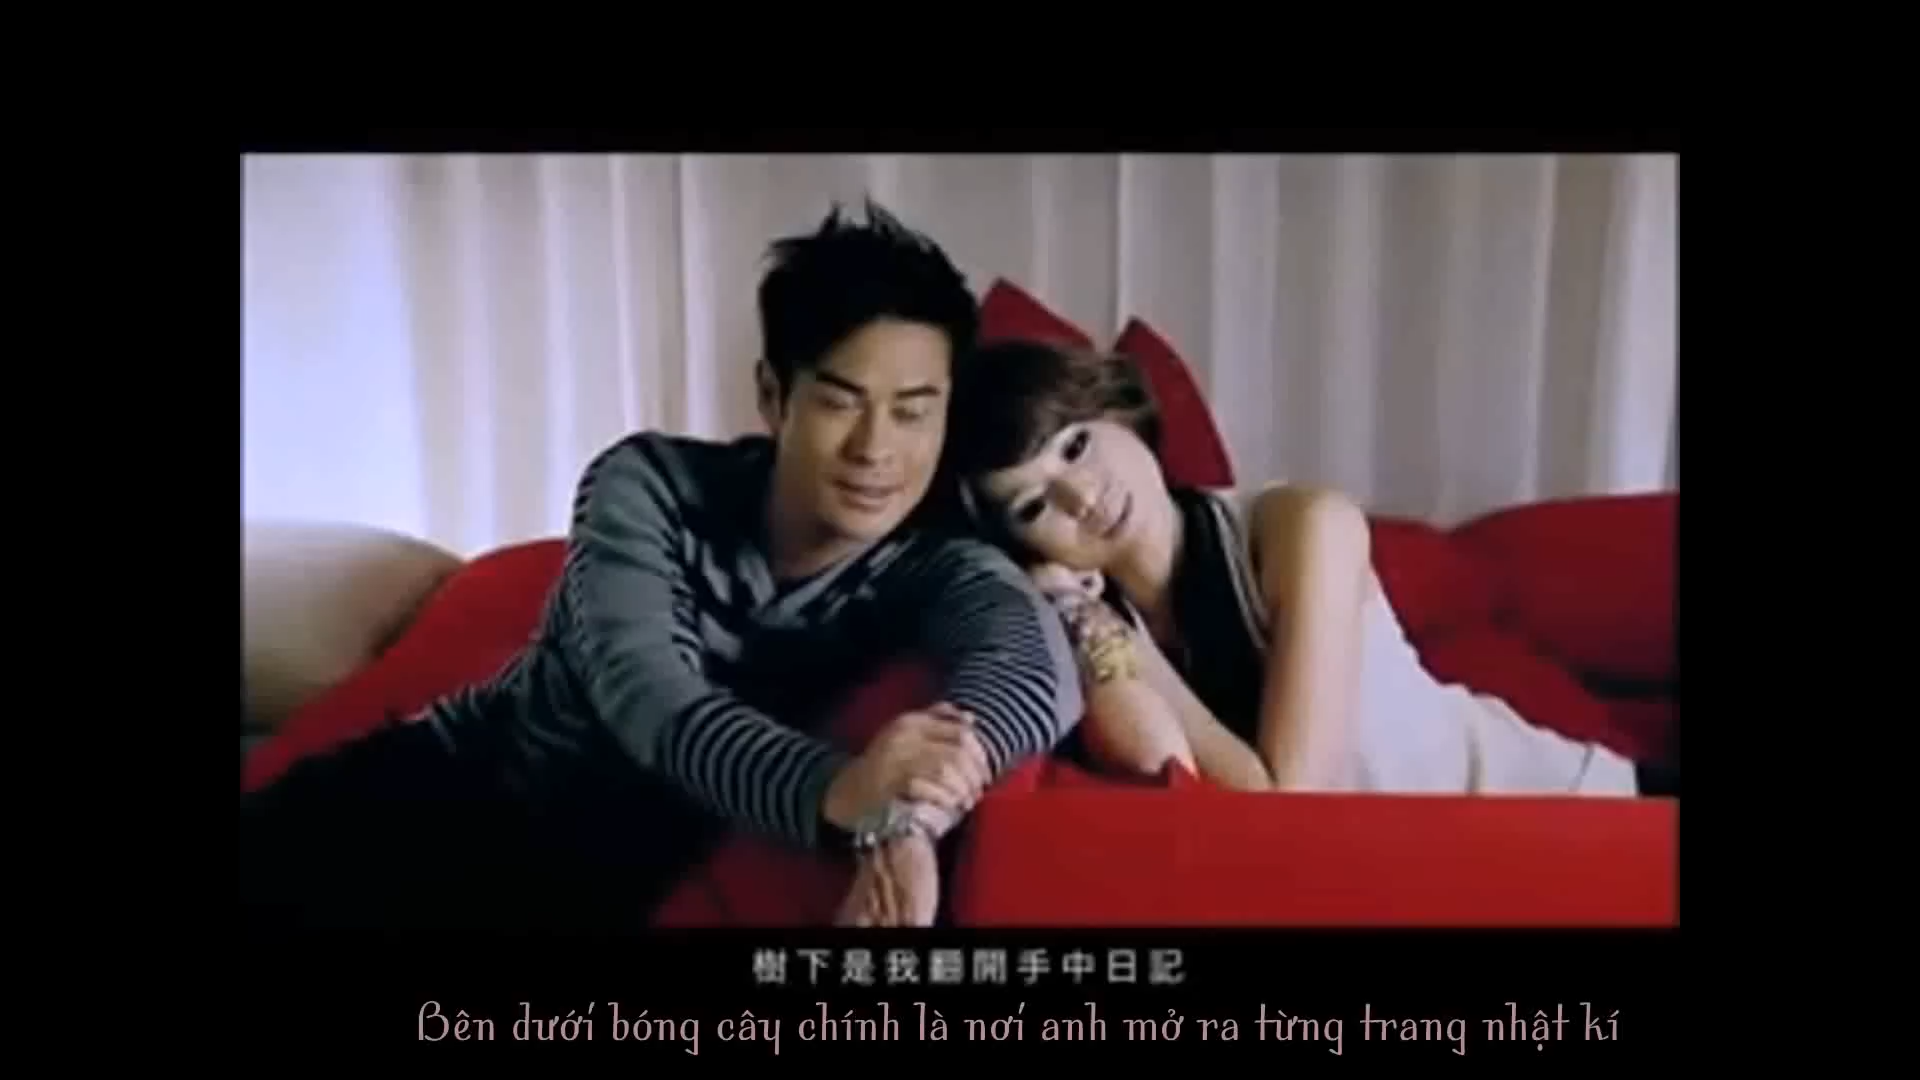 樹下是我翻開手中日記
Bên dưới bóng cây chính là nơi anh mở ra từng trang nhật kí